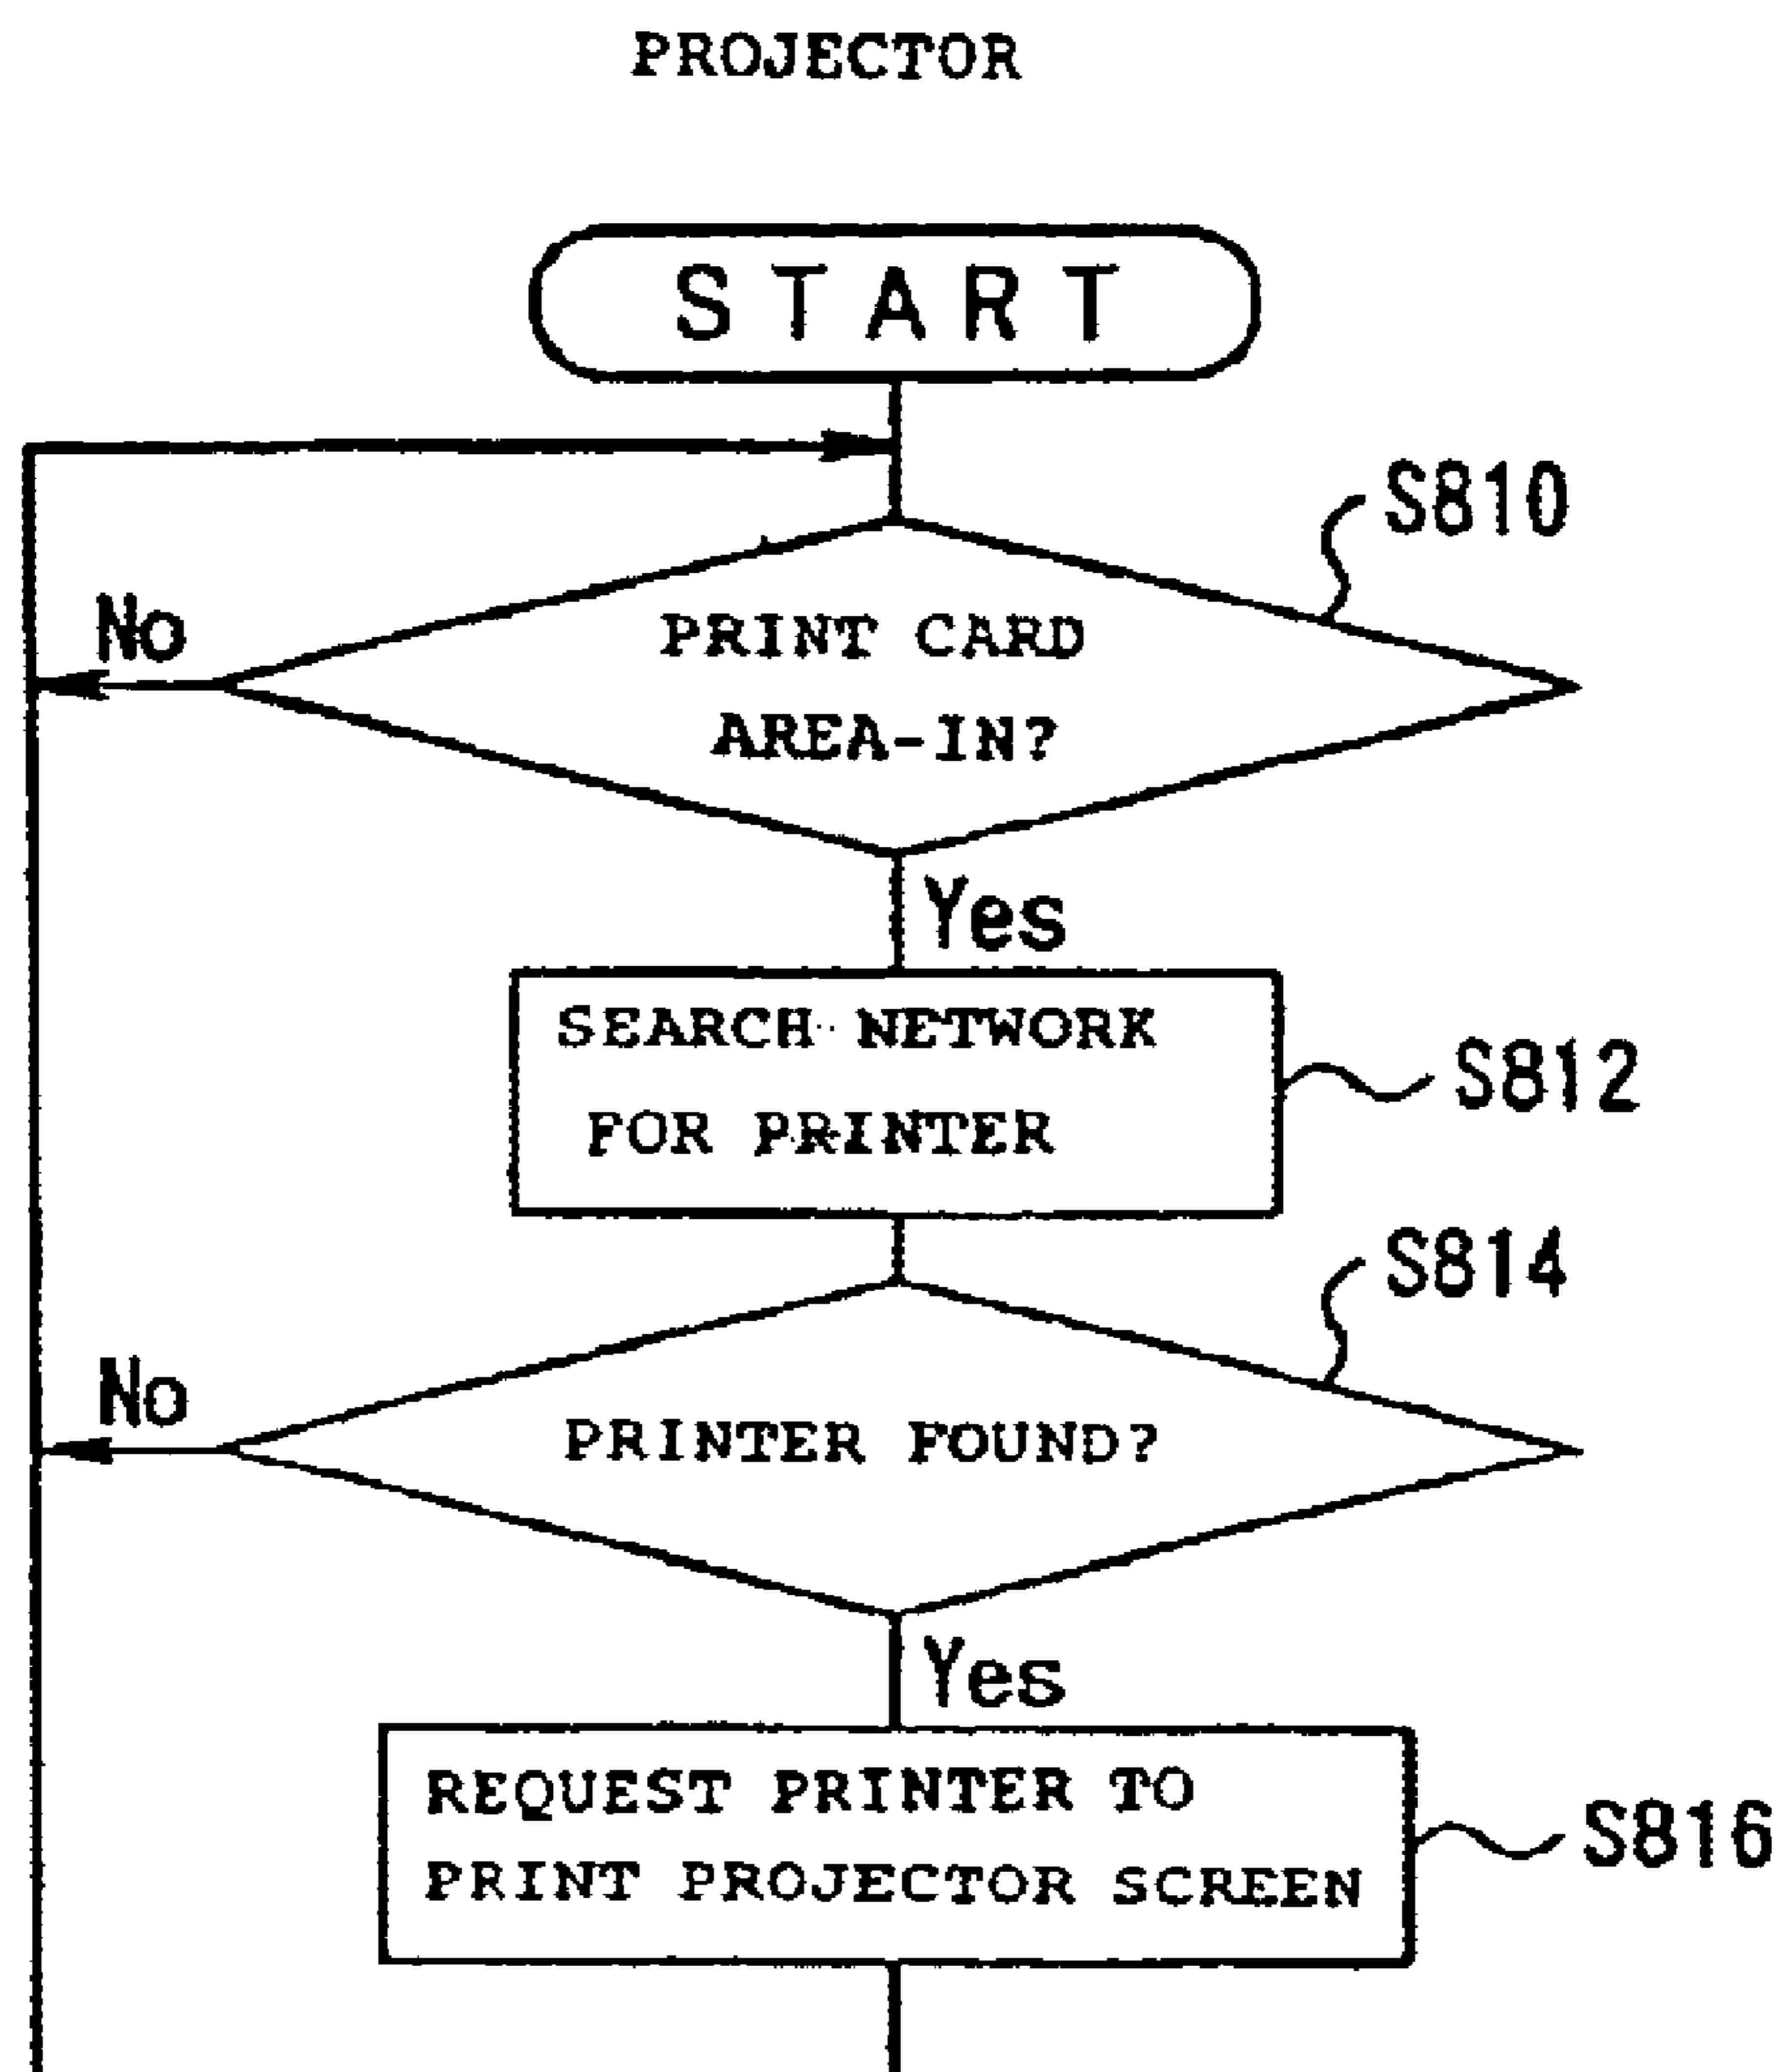 PROJECTOR
START
S810
No
PRINT CARD
AREA-IN?
Yes
SEARCH NETWORK
FOR PRINTER
S812
S814
No
PRINTER FOUND?
Yes
REQUEST PRINTER TO
PRINT PROJECTOR SCREEN
S816